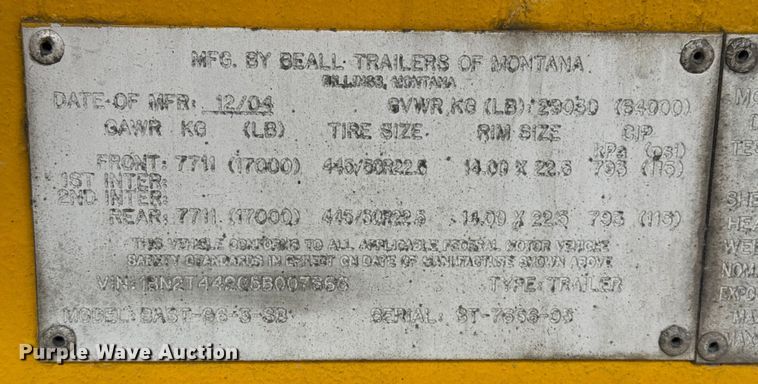 MFG. BY BEALL TRAILERS OF MONTANA
BILLINGS, MONTANA
DATE OF MFR: 12/04 GVWR KG (LB): 29030 (64000)
GAWR KG (LB) TIRE SIZE RIM SIZE CIP
kPa (psi)
FRONT: 7711 (17000) 445/50R22.5 14.00 X 22.5 793 (115)
1ST INTER:
2ND INTER:
REAR: 7711 (17000) 445/50R22.5 14.00 X 22.5 793 (115)
THIS VEHICLE CONFORMS TO ALL APPLICABLE FEDERAL MOTOR VEHICLE
SAFETY STANDARDS IN EFFECT ON DATE OF MANUFACTURE SHOWN ABOVE
VIN: TYPE: TRAILER
MODEL: SERIAL:
Purple Wave Auction